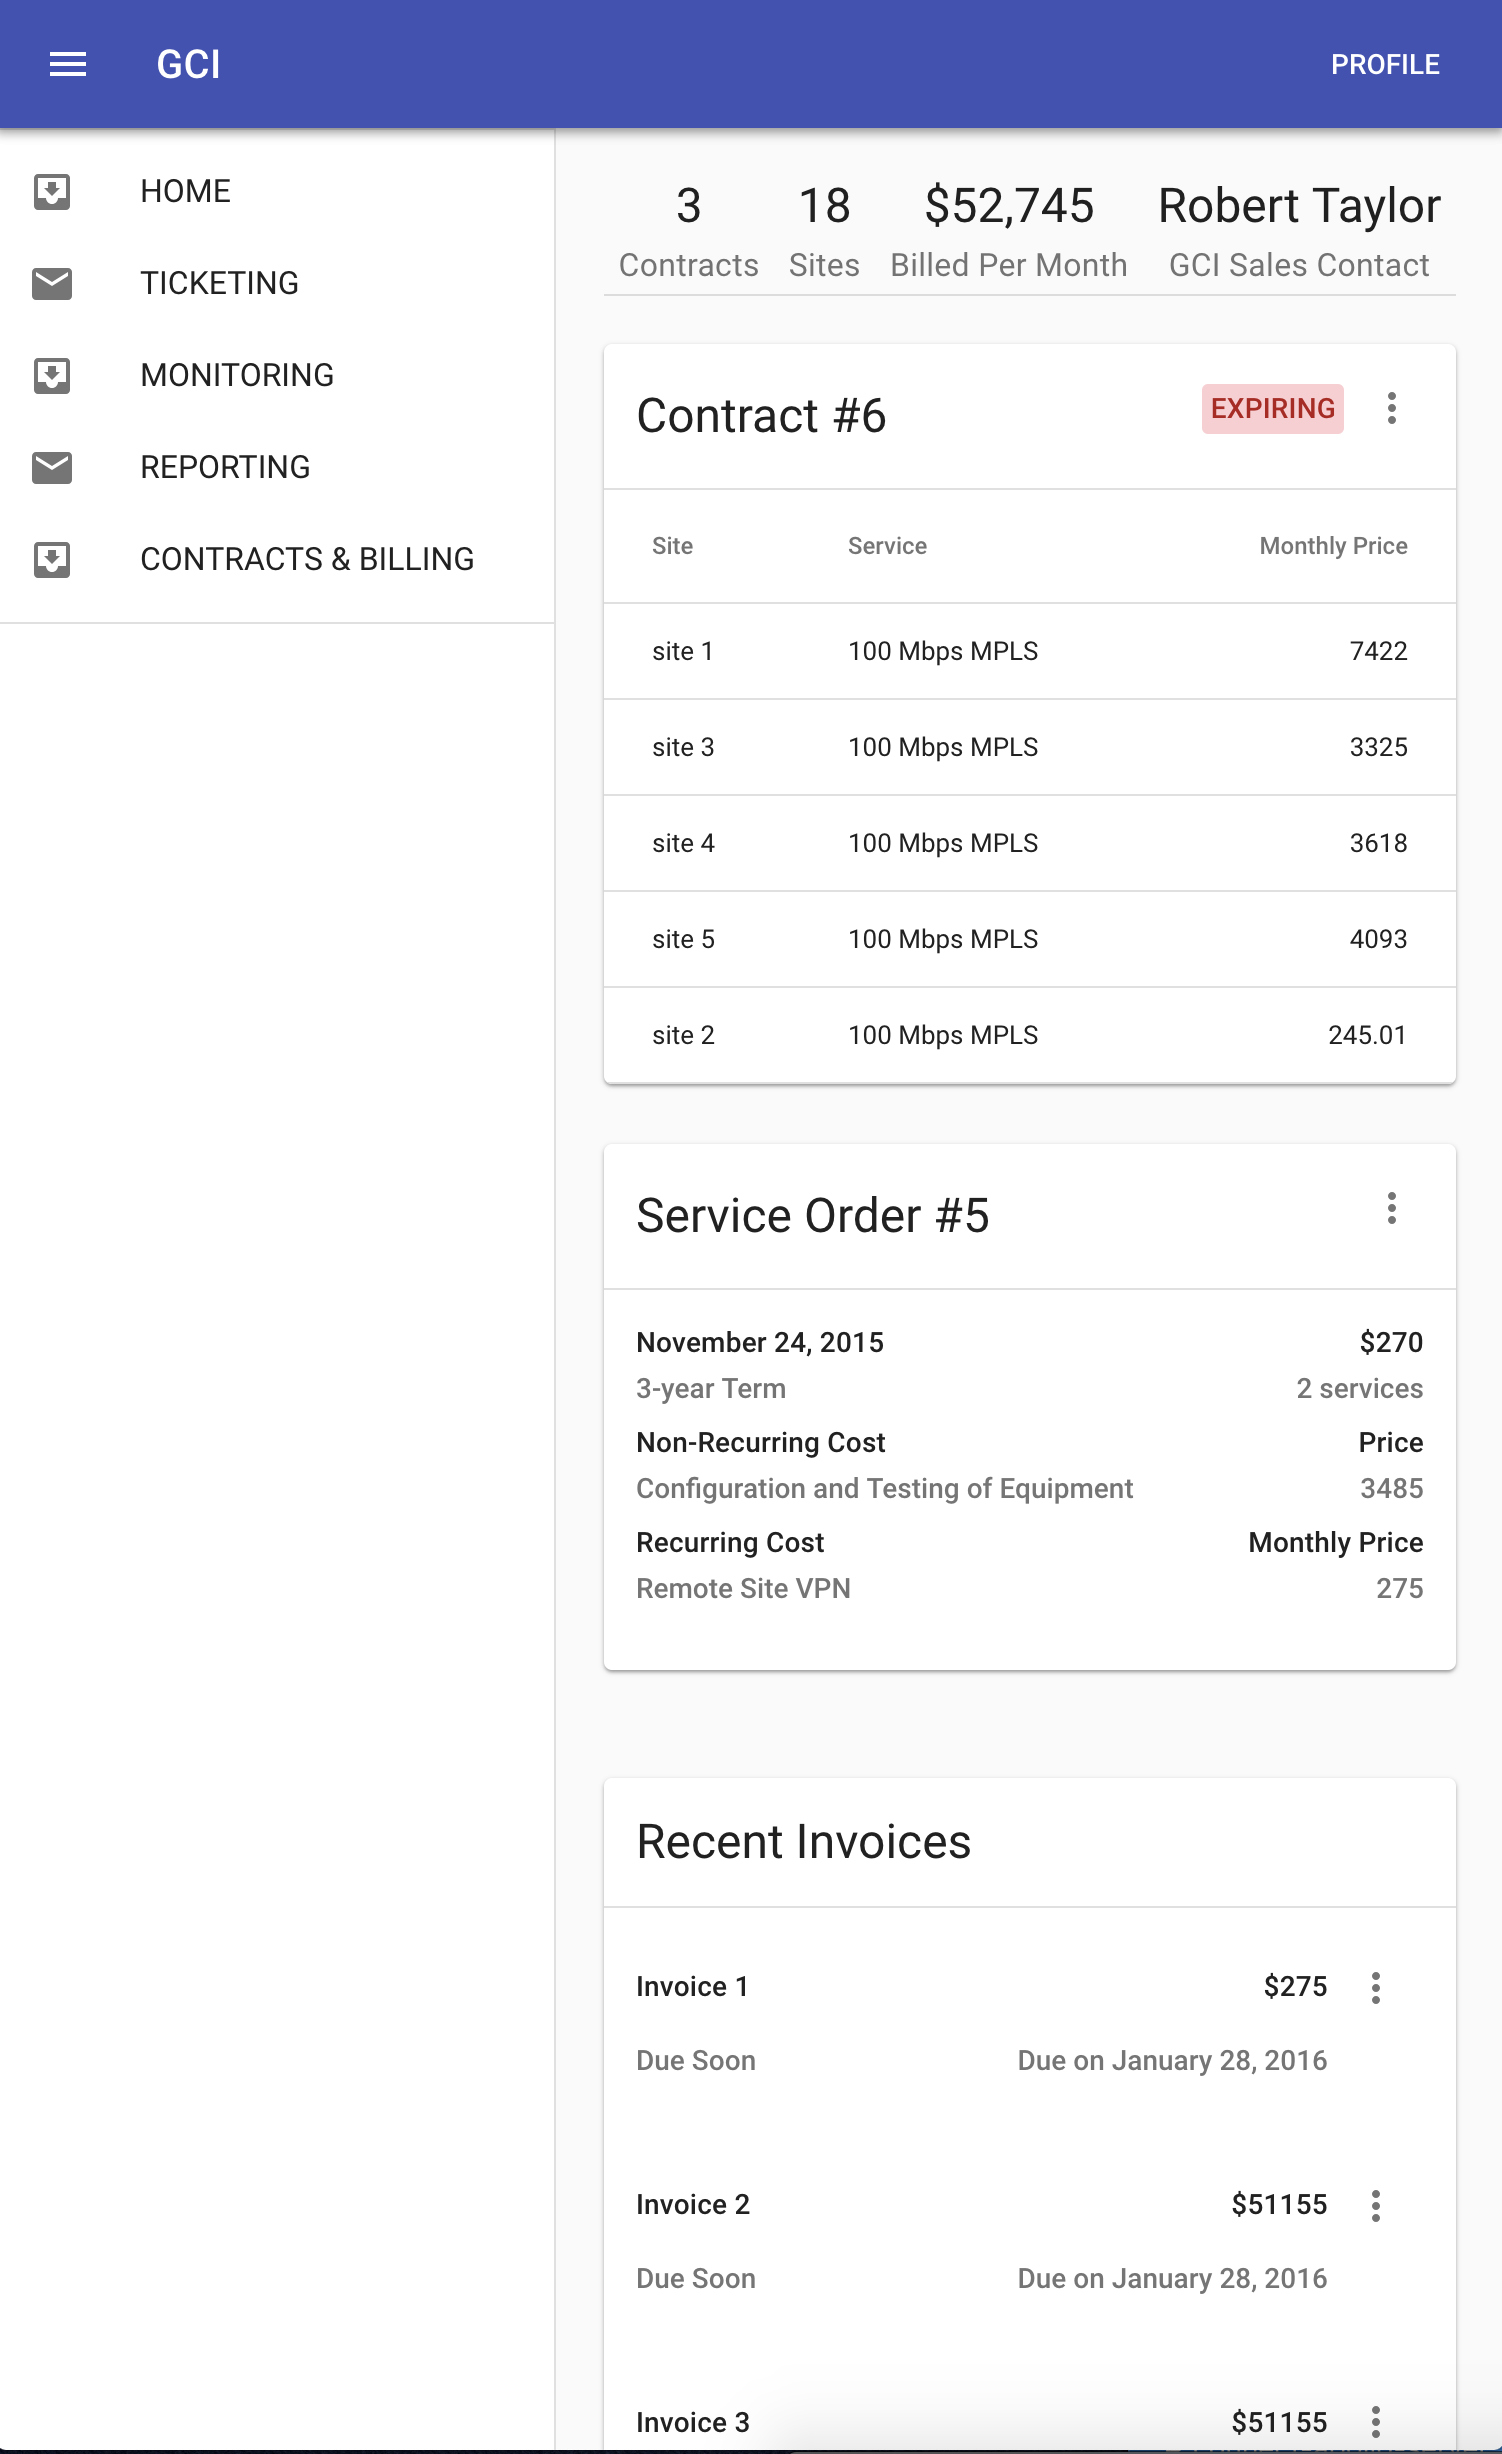 GCI
PROFILE
HOME
TICKETING
MONITORING
REPORTING
CONTRACTS & BILLING
3 18 $52,745 Robert Taylor
Contracts Sites Billed Per Month GCI Sales Contact
Contract #6 EXPIRING
Site Service Monthly Price
site 1 100 Mbps MPLS 7422
site 3 100 Mbps MPLS 3325
site 4 100 Mbps MPLS 3618
site 5 100 Mbps MPLS 4093
site 2 100 Mbps MPLS 245.01
Service Order #5
November 24, 2015 $270
3-year Term 2 services
Non-Recurring Cost Price
Configuration and Testing of Equipment 3485
Recurring Cost Monthly Price
Remote Site VPN 275
Recent Invoices
Invoice 1 $275
Due Soon Due on January 28, 2016
Invoice 2 $51155
Due Soon Due on January 28, 2016
Invoice 3 $51155